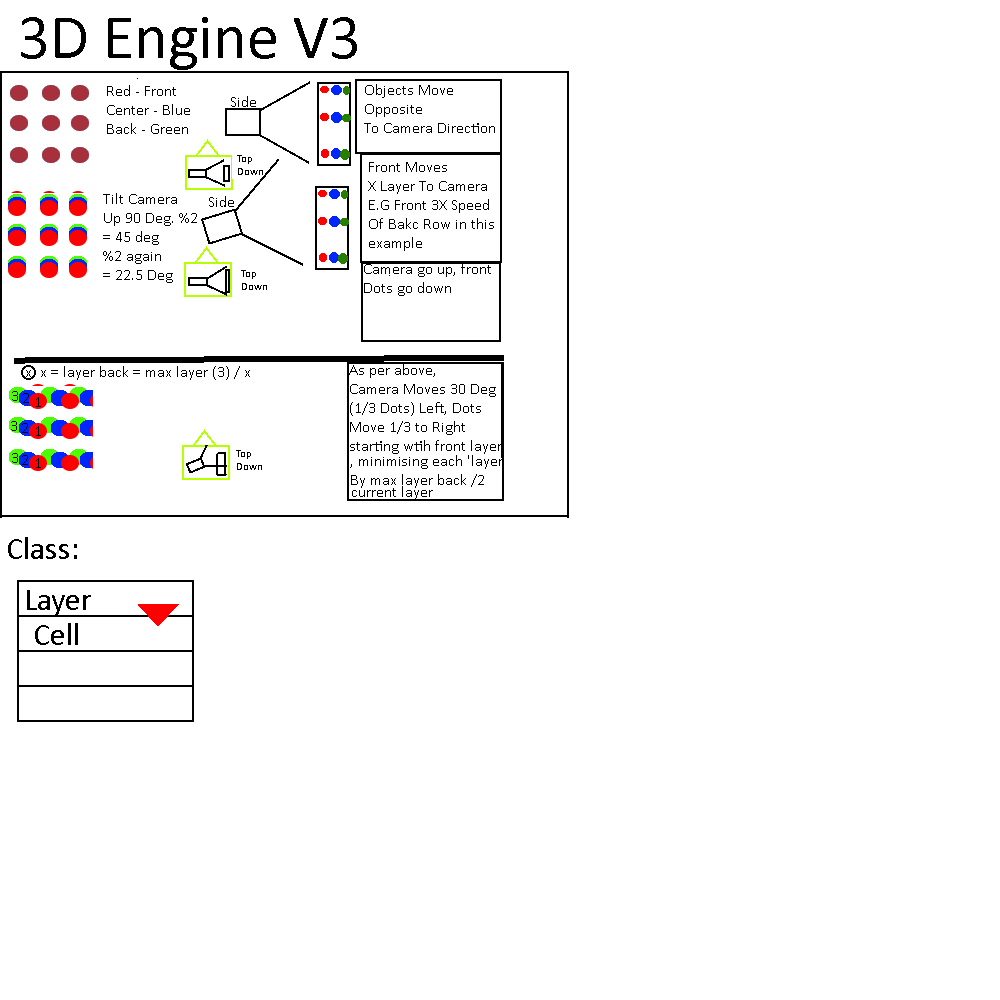 3D Engine V3
Red - Front
Center - Blue
Back - Green
Side
Top
Down
Objects Move
Opposite
To Camera Direction
Front Moves
X Layer To Camera
E.G Front 3X Speed
Of Bakc Row in this
example
Tilt Camera
Up 90 Deg. %2
= 45 deg
%2 again
= 22.5 Deg
Side
Top
Down
Camera go up, front
Dots go down
x x = layer back = max layer (3) / x
3 2 1
3 2 1
3 2 1
Top
Down
As per above,
Camera Moves 30 Deg
(1/3 Dots) Left, Dots
Move 1/3 to Right
starting wtih front layer
, minimising each 'layer
By max layer back /2
current layer
Class:
Layer
Cell